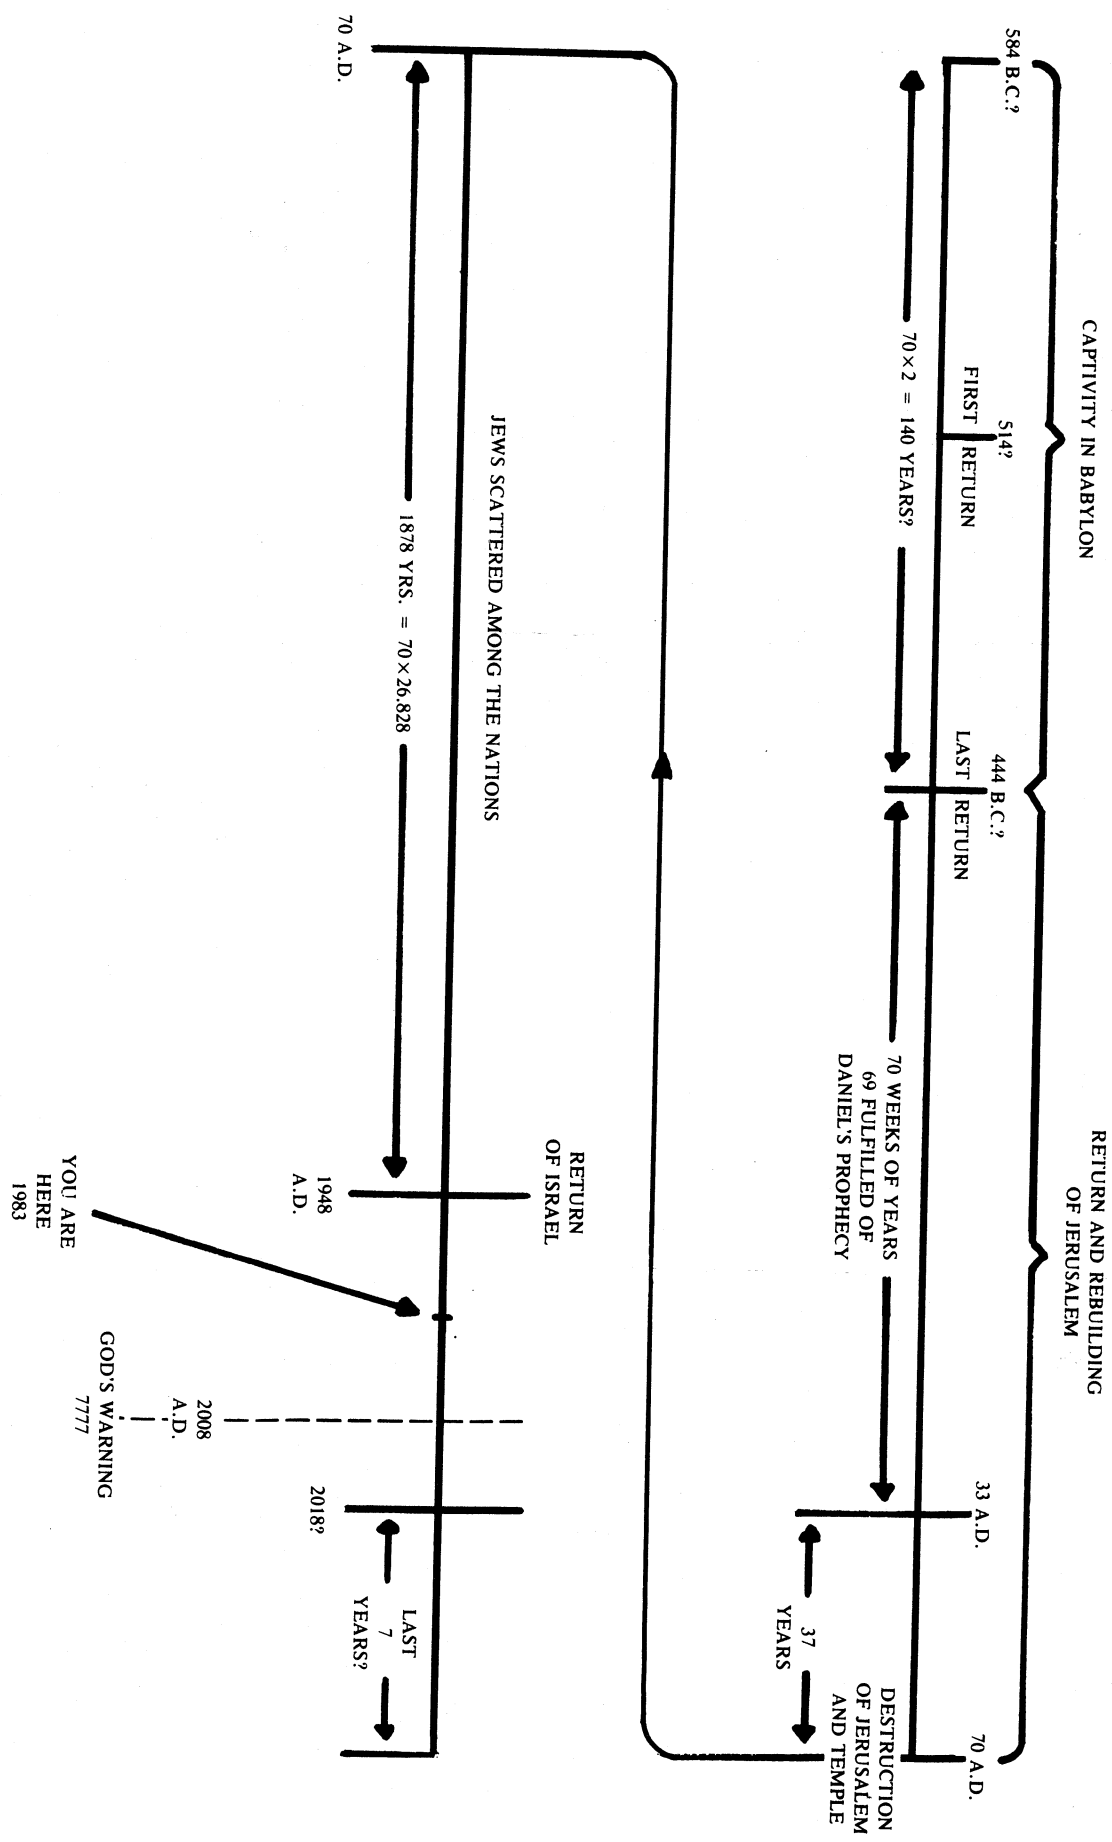 CAPTIVITY IN BABYLON
RETURN AND REBUILDING
OF JERUSALEM
584 B.C.?
514?
444 B.C.?
33 A.D.
70 A.D.
FIRST RETURN
LAST RETURN
70 × 2 = 140 YEARS?
70 WEEKS OF YEARS
69 FULFILLED OF
DANIEL'S PROPHECY
37
YEARS
DESTRUCTION
OF JERUSALEM
AND TEMPLE
RETURN
OF ISRAEL
JEWS SCATTERED AMONG THE NATIONS
1878 YRS. = 70 × 26.828
70 A.D.
1948
A.D.
2018?
LAST
7
YEARS?
2008
A.D.
GOD'S WARNING
7777
YOU ARE
HERE
1983